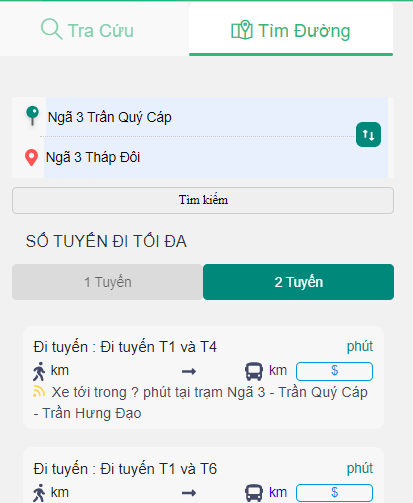 Tra Cứu
Tìm Đường
Ngã 3 Trần Quý Cáp
Ngã 3 Tháp Đôi
Tìm kiếm
SỐ TUYẾN ĐI TỐI ĐA
1 Tuyến
2 Tuyến
Đi tuyến : Đi tuyến T1 và T4 phút
km km $
Xe tới trong ? phút tại trạm Ngã 3 - Trần Quý Cáp
- Trần Hưng Đạo
Đi tuyến : Đi tuyến T1 và T6 phút
km km $